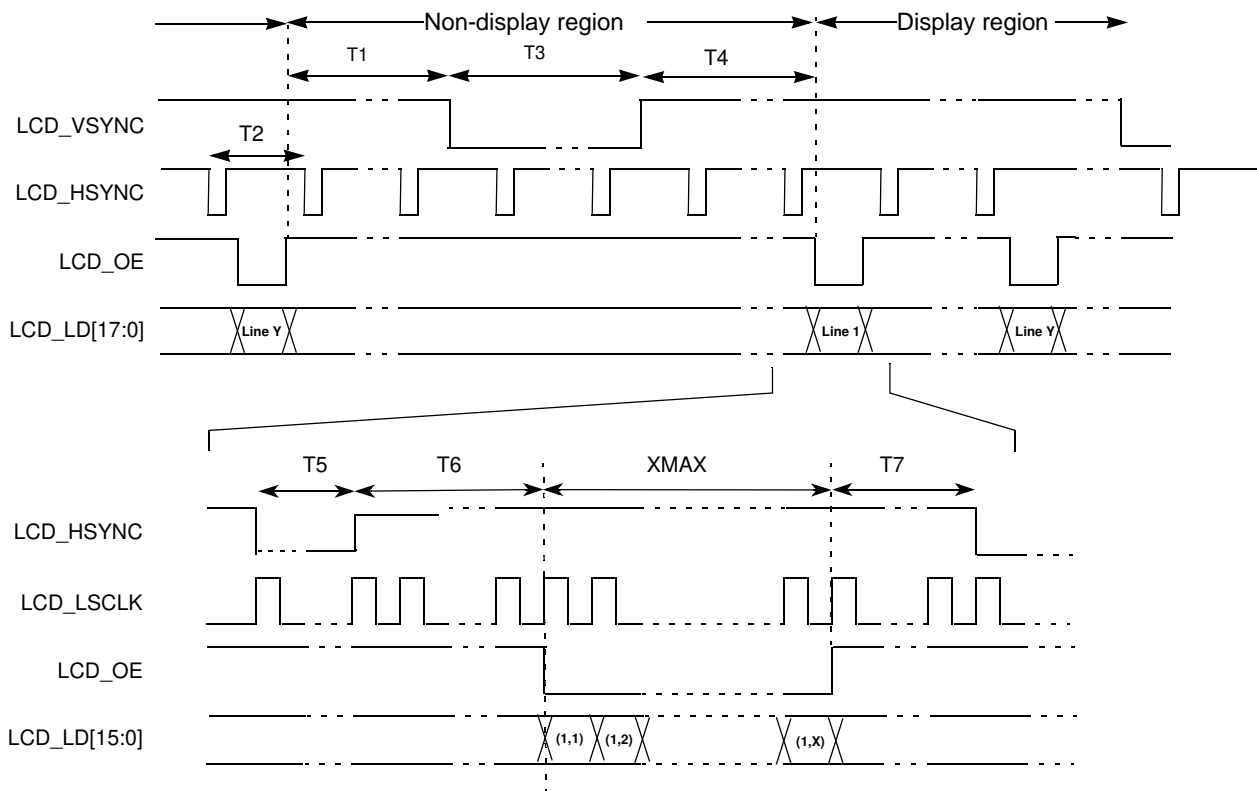 Non-display region Display region
T1 T3 T4
LCD_VSYNC
T2
LCD_HSYNC
LCD_OE
LCD_LD[17:0] Line Y Line 1 Line Y
T5 T6 XMAX T7
LCD_HSYNC
LCD_LSCLK
LCD_OE
LCD_LD[15:0] (1,1) (1,2) (1,X)